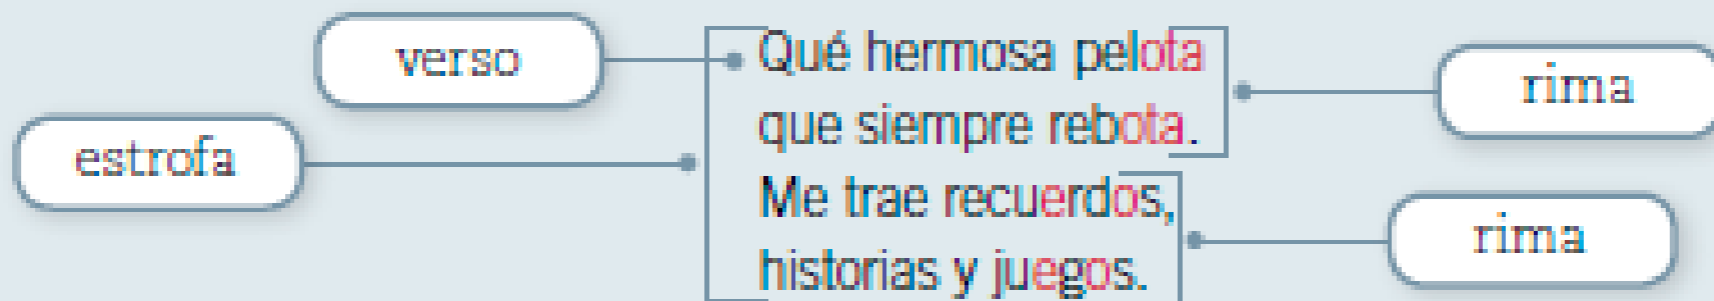 verso
estrofa
Qué hermosa pelota
que siempre rebota.
Me trae recuerdos,
historias y juegos.
rima
rima